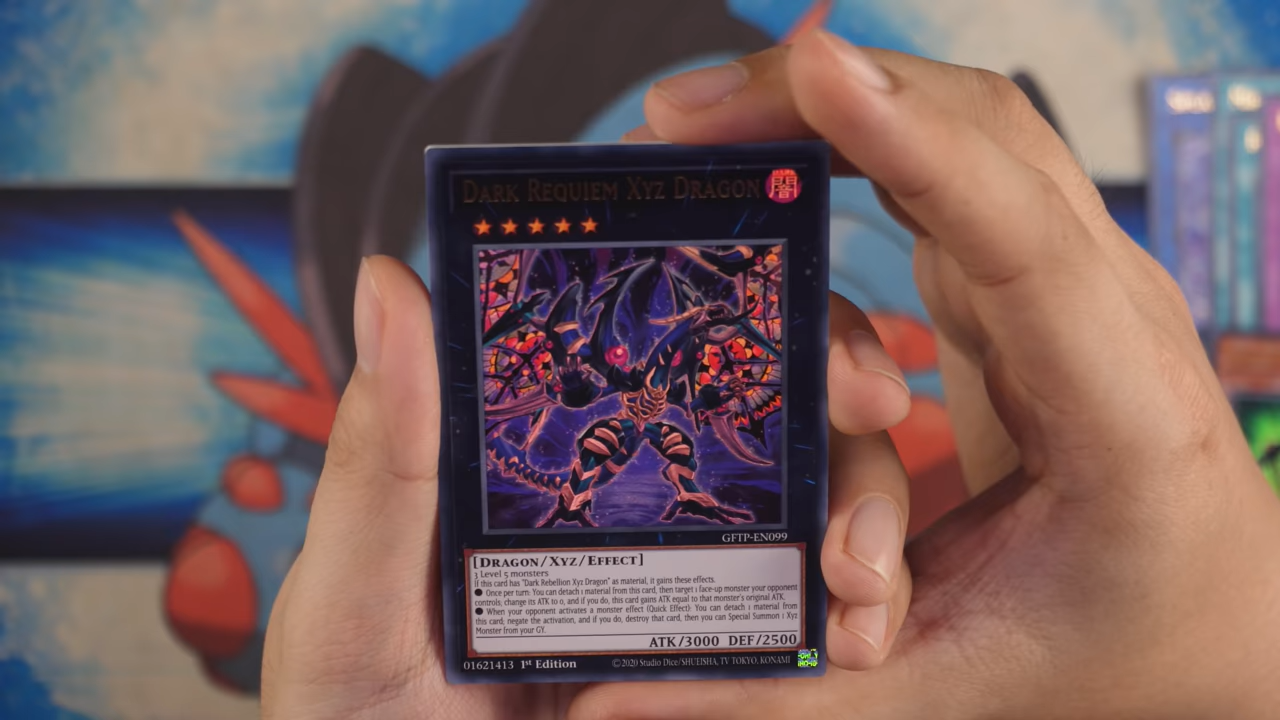 DARK REQUIEM XYZ DRAGON
闇
GFTP-EN099
[DRAGON/XYZ/EFFECT]
3 Level 5 monsters
If this card has "Dark Rebellion Xyz Dragon" as material, it gains these effects.
● Once per turn: You can detach 1 material from this card, then target 1 face-up monster your opponent
controls; change its ATK to 0, and if you do, this card gains ATK equal to that monster's original ATK.
● When your opponent activates a monster effect (Quick Effect): You can detach 1 material from
this card; negate the activation, and if you do, destroy that card, then you can Special Summon 1 Xyz
Monster from your GY.
ATK/3000 DEF/2500
01621413 1st Edition ©2020 Studio Dice/SHUEISHA, TV TOKYO, KONAMI